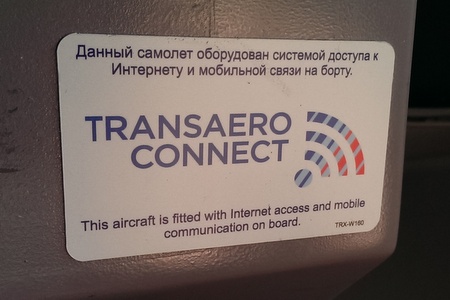 Данный самолет оборудован системой доступа к
Интернету и мобильной связи на борту.
TRANSAERO
CONNECT
This aircraft is fitted with Internet access and mobile
communication on board.
TRX-W160